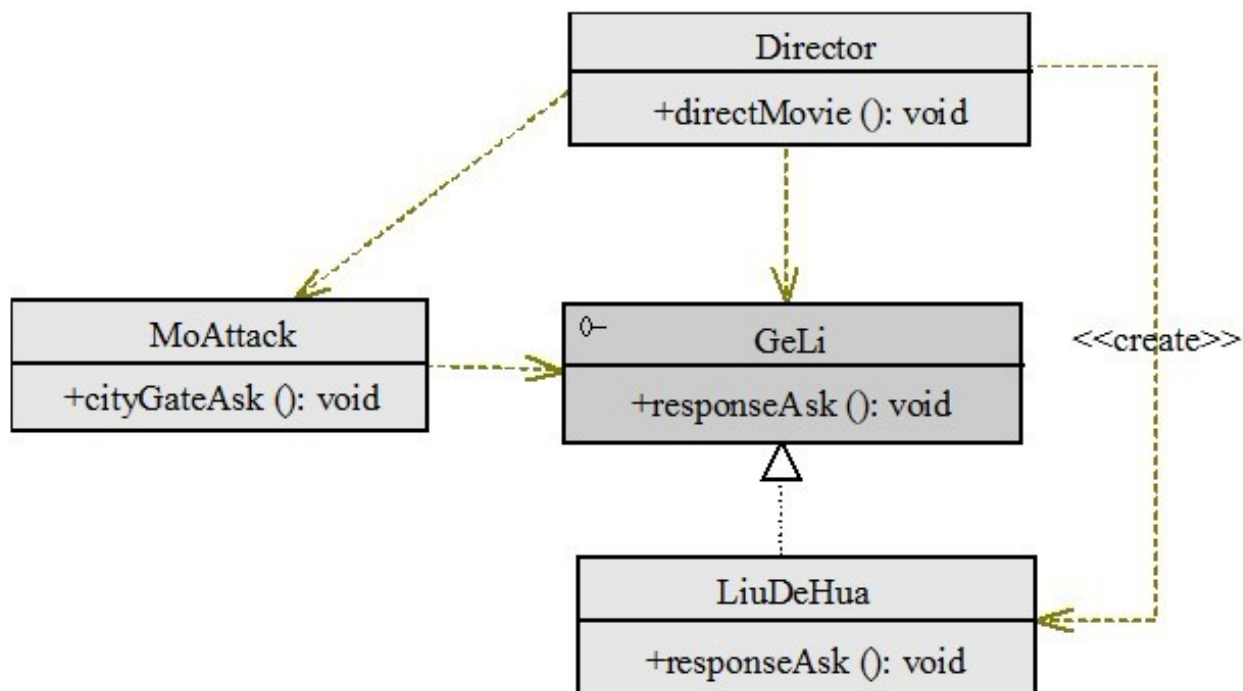 Director
+directMovie (): void
MoAttack
+cityGateAsk (): void
GeLi
+responseAsk (): void
<<create>>
LiuDeHua
+responseAsk (): void